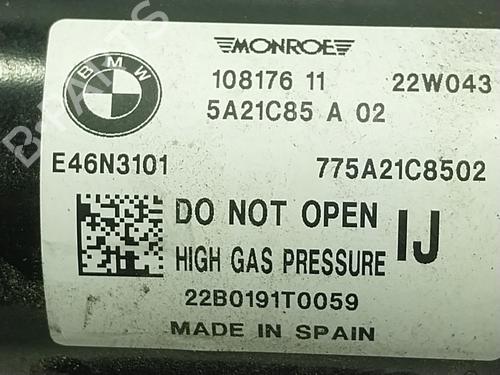 MONROE
BMW
108176 11 22W043
5A21C85 A 02
E46N3101 775A21C8502
DO NOT OPEN
HIGH GAS PRESSURE
IJ
22B0191T0059
MADE IN SPAIN
B-PARTS